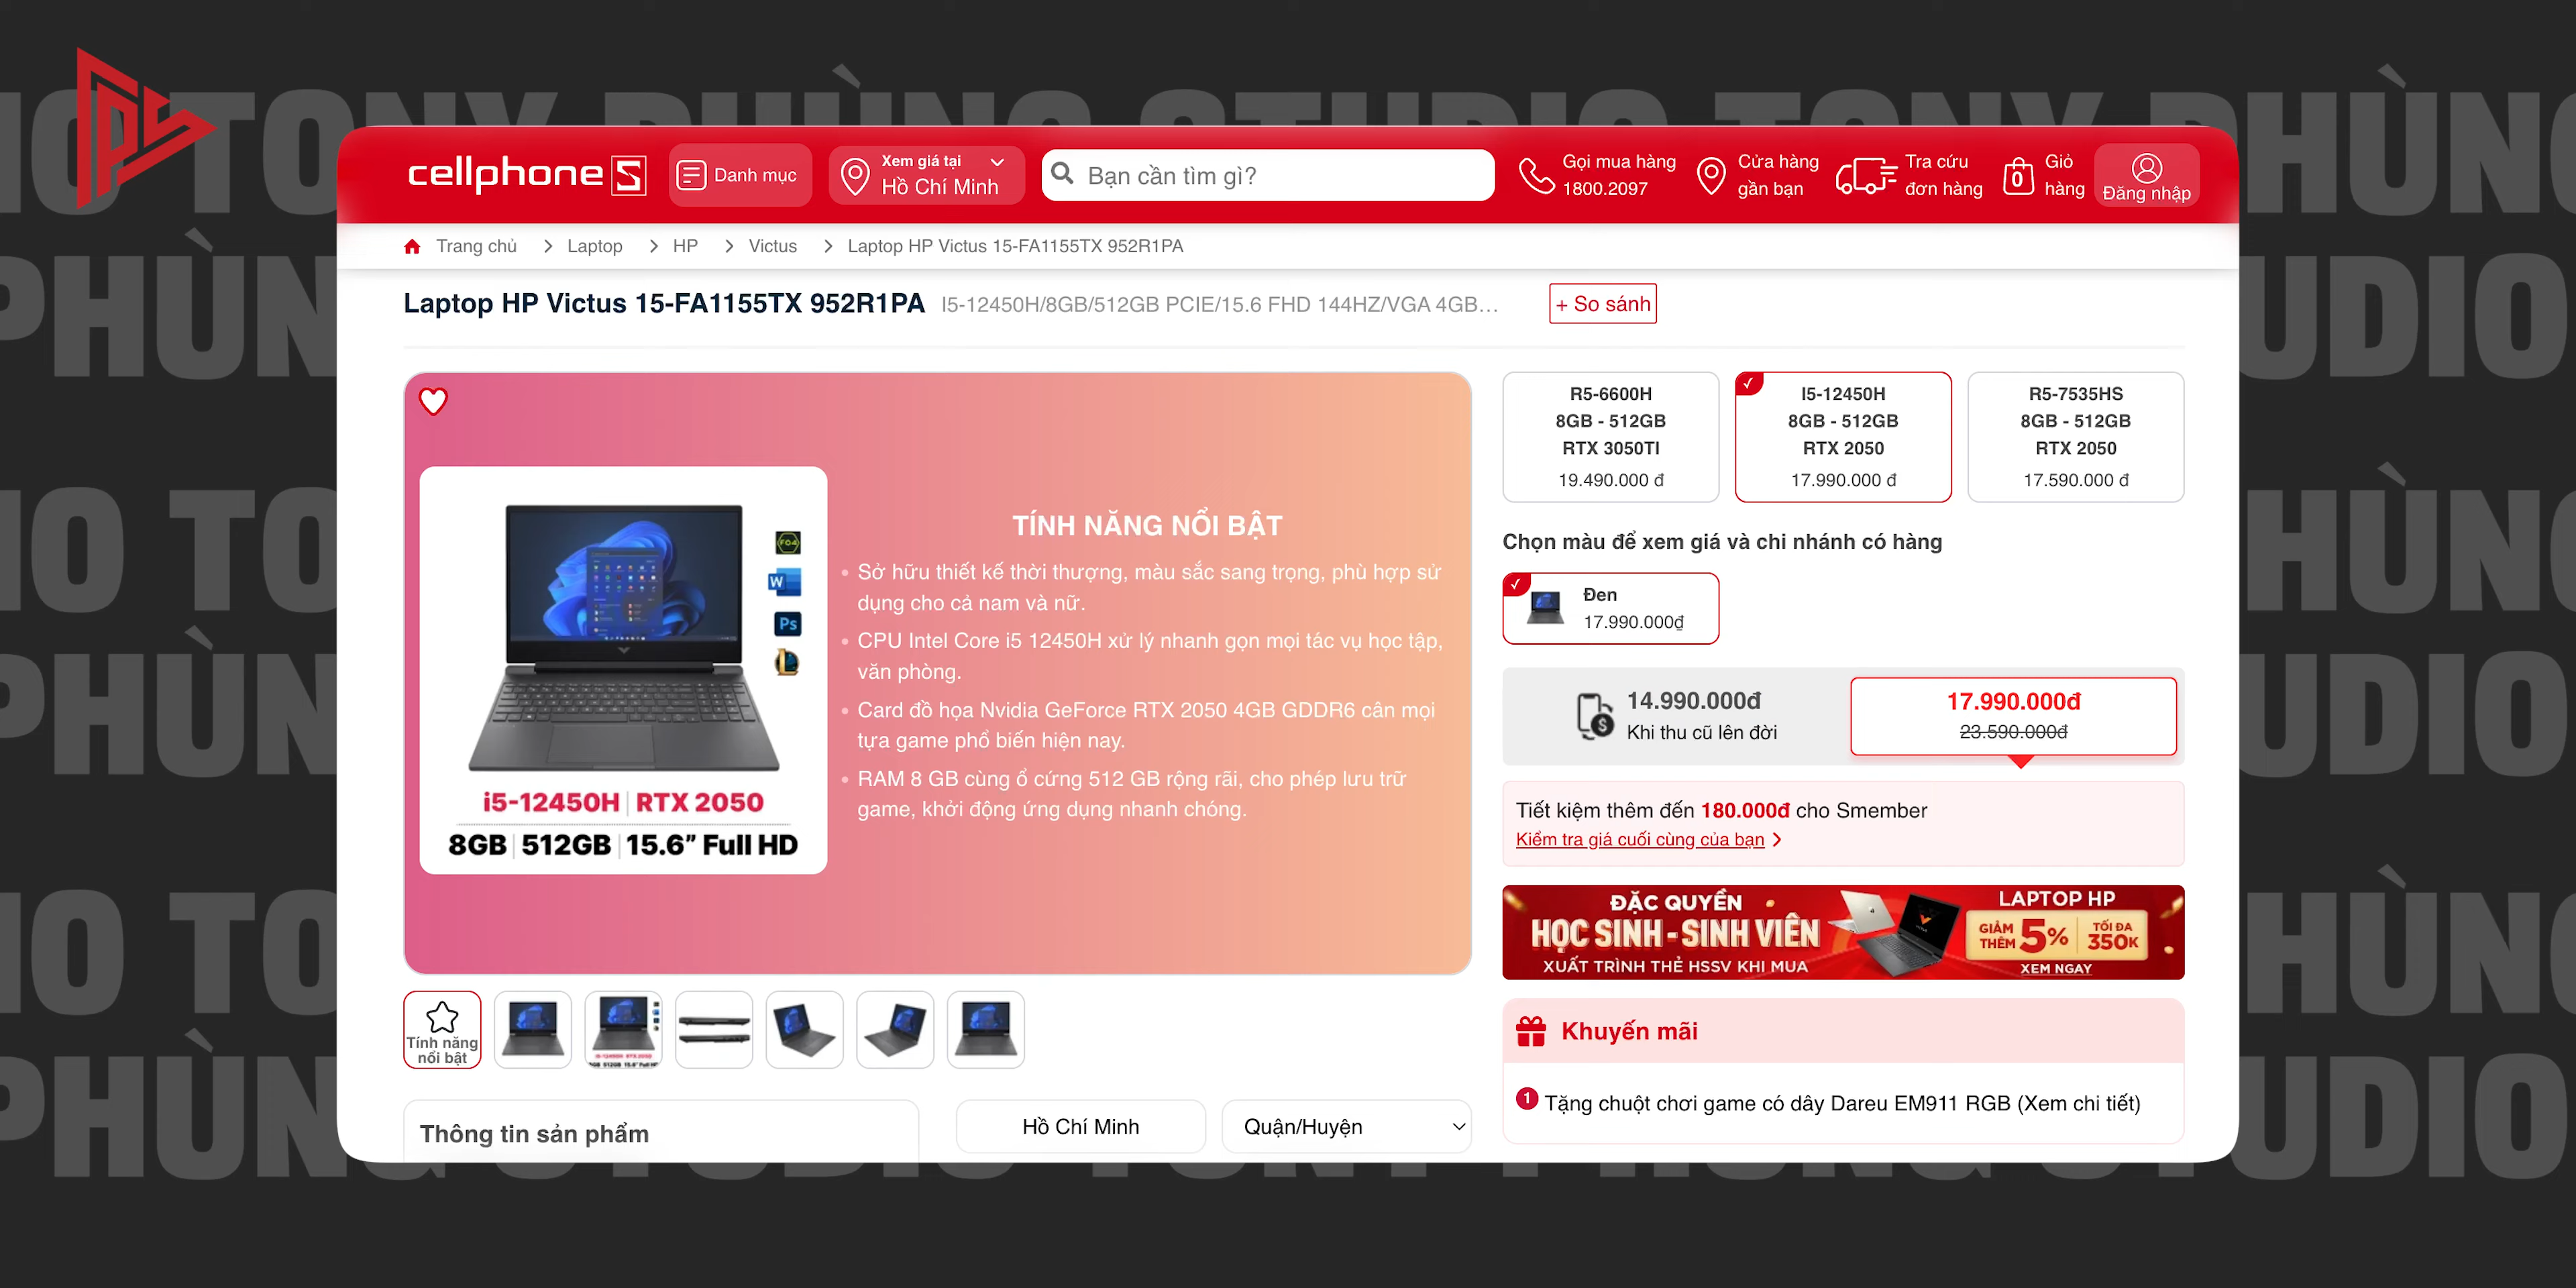 TONY PHÙNG STUDIO TONY PHÙNG
cellphoneS
Danh mục
Xem giá tại
Hồ Chí Minh
Bạn cần tìm gì?
Gọi mua hàng
1800.2097
Cửa hàng
gần bạn
Tra cứu
đơn hàng
0
Giỏ
hàng
Đăng nhập
Trang chủ
Laptop
HP
Victus
Laptop HP Victus 15-FA1155TX 952R1PA
Laptop HP Victus 15-FA1155TX 952R1PA
I5-12450H/8GB/512GB PCIE/15.6 FHD 144HZ/VGA 4GB...
+ So sánh
TÍNH NĂNG NỔI BẬT
• Sở hữu thiết kế thời thượng, màu sắc sang trọng, phù hợp sử
dụng cho cả nam và nữ.
• CPU Intel Core i5 12450H xử lý nhanh gọn mọi tác vụ học tập,
văn phòng.
• Card đồ họa Nvidia GeForce RTX 2050 4GB GDDR6 cân mọi
tựa game phổ biến hiện nay.
• RAM 8 GB cùng ổ cứng 512 GB rộng rãi, cho phép lưu trữ
game, khởi động ứng dụng nhanh chóng.
FO4
W
Ps
L
i5-12450H | RTX 2050
8GB | 512GB | 15.6” Full HD
Tính năng
nổi bật
Thông tin sản phẩm
Hồ Chí Minh
Quận/Huyện
R5-6600H
8GB - 512GB
RTX 3050TI
19.490.000 đ
I5-12450H
8GB - 512GB
RTX 2050
17.990.000 đ
R5-7535HS
8GB - 512GB
RTX 2050
17.590.000 đ
Chọn màu để xem giá và chi nhánh có hàng
Đen
17.990.000₫
14.990.000đ
Khi thu cũ lên đời
17.990.000đ
23.590.000đ
Tiết kiệm thêm đến 180.000đ cho Smember
Kiểm tra giá cuối cùng của bạn
ĐẶC QUYỀN
HỌC SINH - SINH VIÊN
XUẤT TRÌNH THẺ HSSV KHI MUA
LAPTOP HP
GIẢM
THÊM 5%
TỐI ĐA
350K
XEM NGAY
Khuyến mãi
1 Tặng chuột chơi game có dây Dareu EM911 RGB (Xem chi tiết)